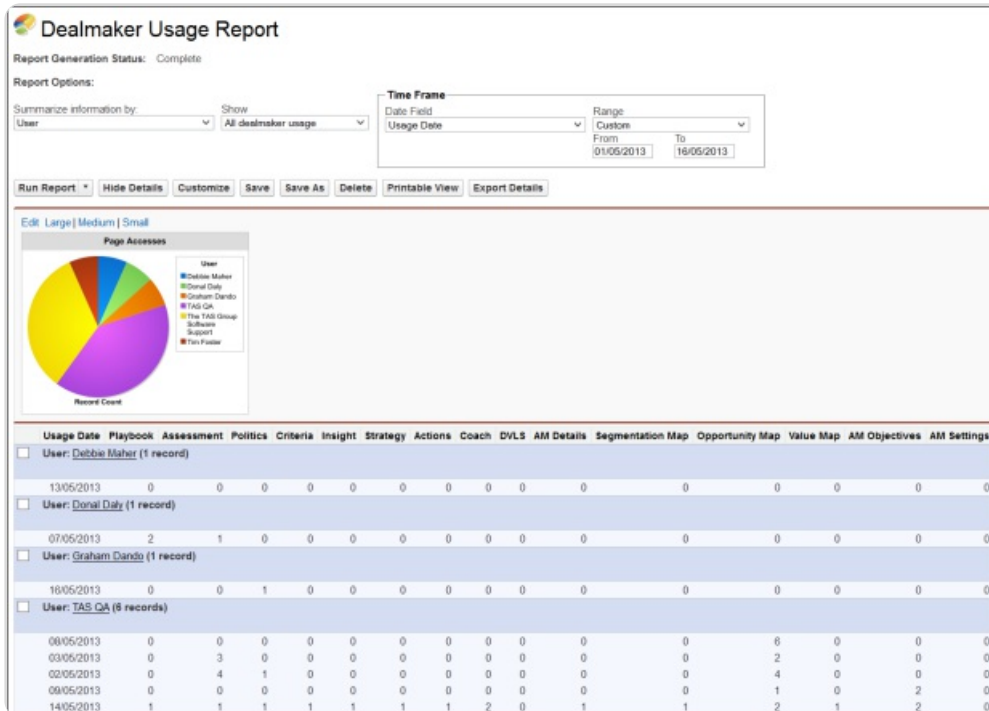 Dealmaker Usage Report
Report Generation Status: Complete
Report Options:
Summarize information by:
User
Show
All dealmaker usage
Time Frame
Date Field
Usage Date
Range
Custom
From To
01/05/2013 16/05/2013
Run Report Hide Details Customize Save Save As Delete Printable View Export Details
Edit Large | Medium | Small
Page Accesses
User
Debbie Maher
Donal Daly
Graham Dando
TAS QA
The TAS Group
Software
Support
Tim Foster
Record Count
Usage Date Playbook Assessment Politics Criteria Insight Strategy Actions Coach DVLS AM Details Segmentation Map Opportunity Map Value Map AM Objectives AM Settings
User: Debbie Maher (1 record)
13/05/2013 0 0 0 0 0 0 0 0 0 0 0 0 0 0 0
User: Donal Daly (1 record)
07/05/2013 2 1 0 0 0 0 0 0 0 0 0 0 0 0 0
User: Graham Dando (1 record)
16/05/2013 0 0 1 0 0 0 0 0 0 0 0 0 0 0 0
User: TAS QA (6 records)
08/05/2013 0 0 0 0 0 0 0 0 0 0 0 6 0 0 0
03/05/2013 0 3 0 0 0 0 0 0 0 0 0 2 0 0 0
02/05/2013 0 4 1 0 0 0 0 0 0 0 0 4 0 0 0
09/05/2013 0 0 0 0 0 0 0 0 0 0 0 1 0 2 0
14/05/2013 1 1 1 1 1 1 1 2 0 1 1 2 1 2 0